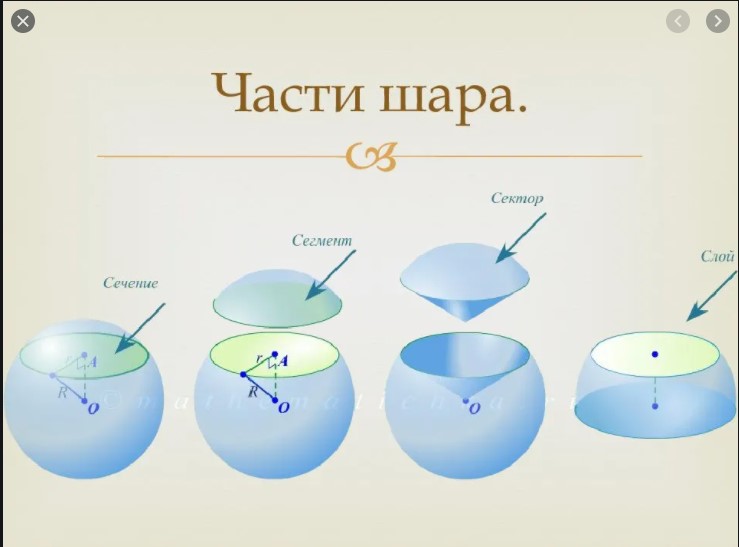 Части шара.
Сектор
Сегмент
Слой
Сечение
r A
R
O
r A
R
O
O